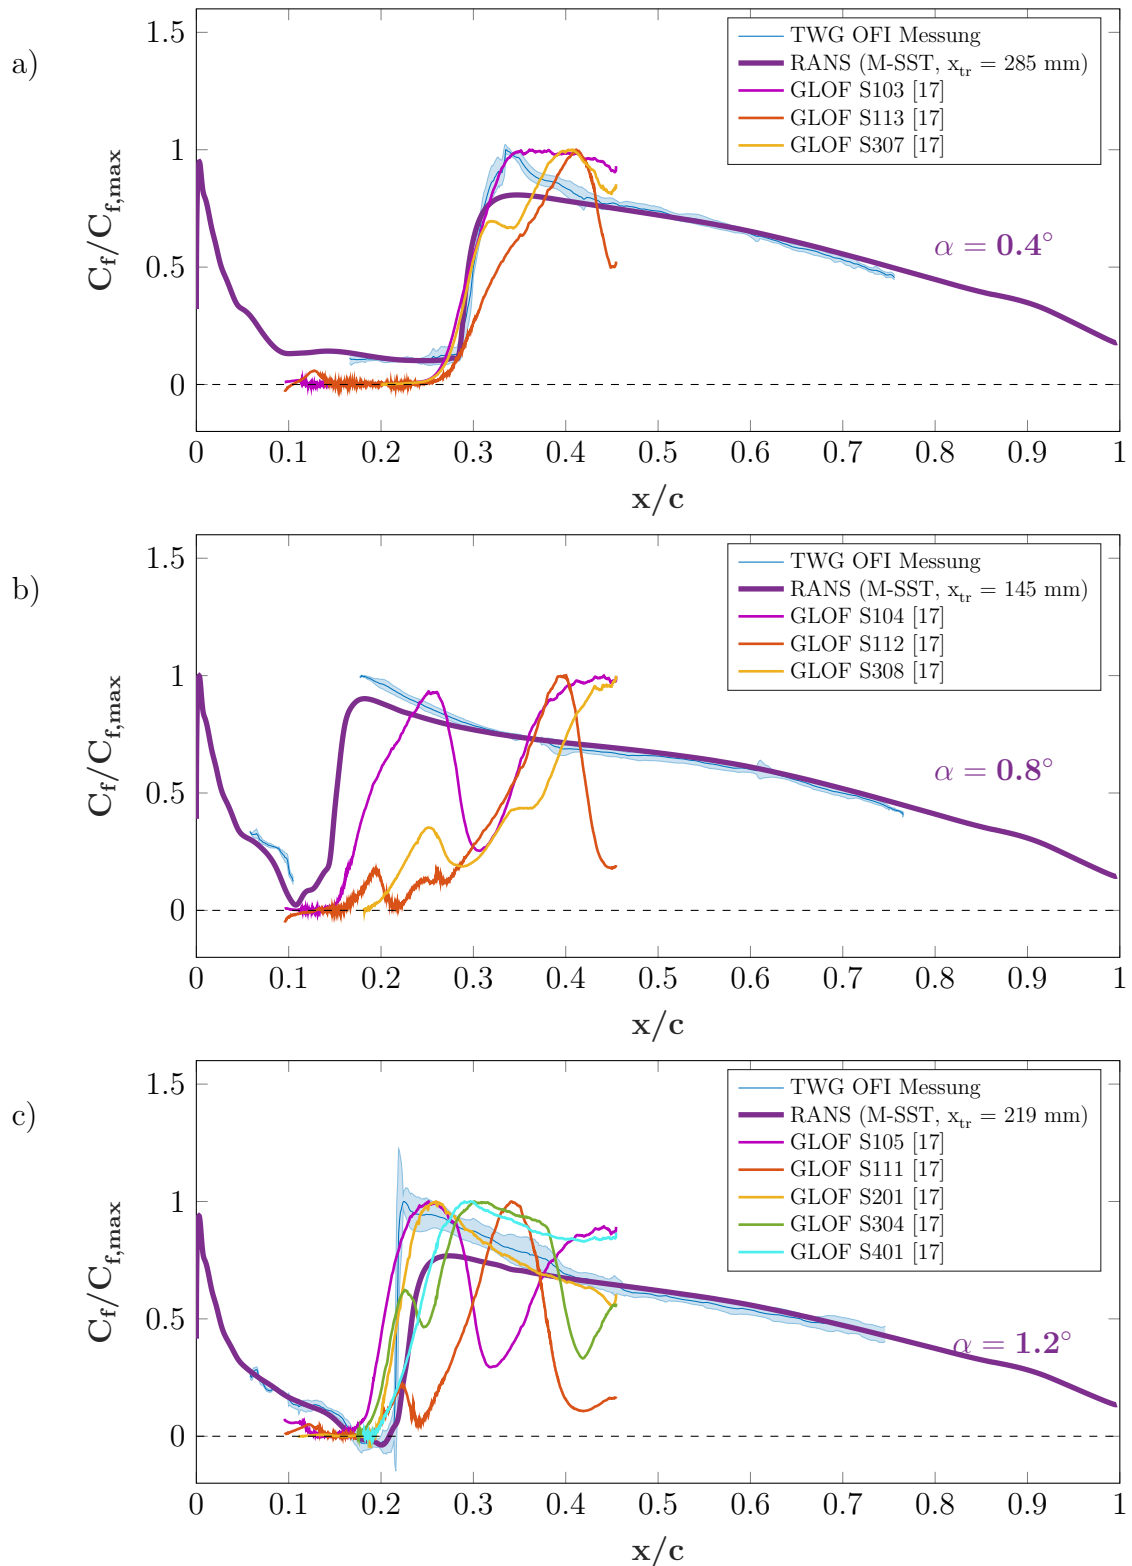 a)
1.5
1
0.5
0
C_f/C_f,max
TWG OFI Messung
RANS (M-SST, x_tr = 285 mm)
GLOF S103 [17]
GLOF S113 [17]
GLOF S307 [17]
α = 0.4°
0 0.1 0.2 0.3 0.4 0.5 0.6 0.7 0.8 0.9 1
x/c
b)
1.5
1
0.5
0
C_f/C_f,max
TWG OFI Messung
RANS (M-SST, x_tr = 145 mm)
GLOF S104 [17]
GLOF S112 [17]
GLOF S308 [17]
α = 0.8°
0 0.1 0.2 0.3 0.4 0.5 0.6 0.7 0.8 0.9 1
x/c
c)
1.5
1
0.5
0
C_f/C_f,max
TWG OFI Messung
RANS (M-SST, x_tr = 219 mm)
GLOF S105 [17]
GLOF S111 [17]
GLOF S201 [17]
GLOF S304 [17]
GLOF S401 [17]
α = 1.2°
0 0.1 0.2 0.3 0.4 0.5 0.6 0.7 0.8 0.9 1
x/c